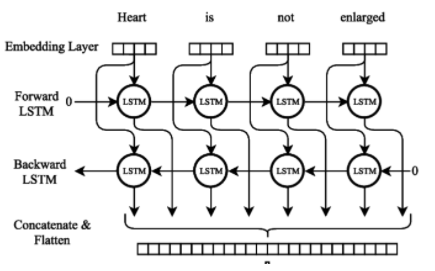 Heart is not enlarged
Embedding Layer
Forward LSTM
0
LSTM LSTM LSTM LSTM
Backward LSTM
LSTM LSTM LSTM LSTM
0
Concatenate &
Flatten